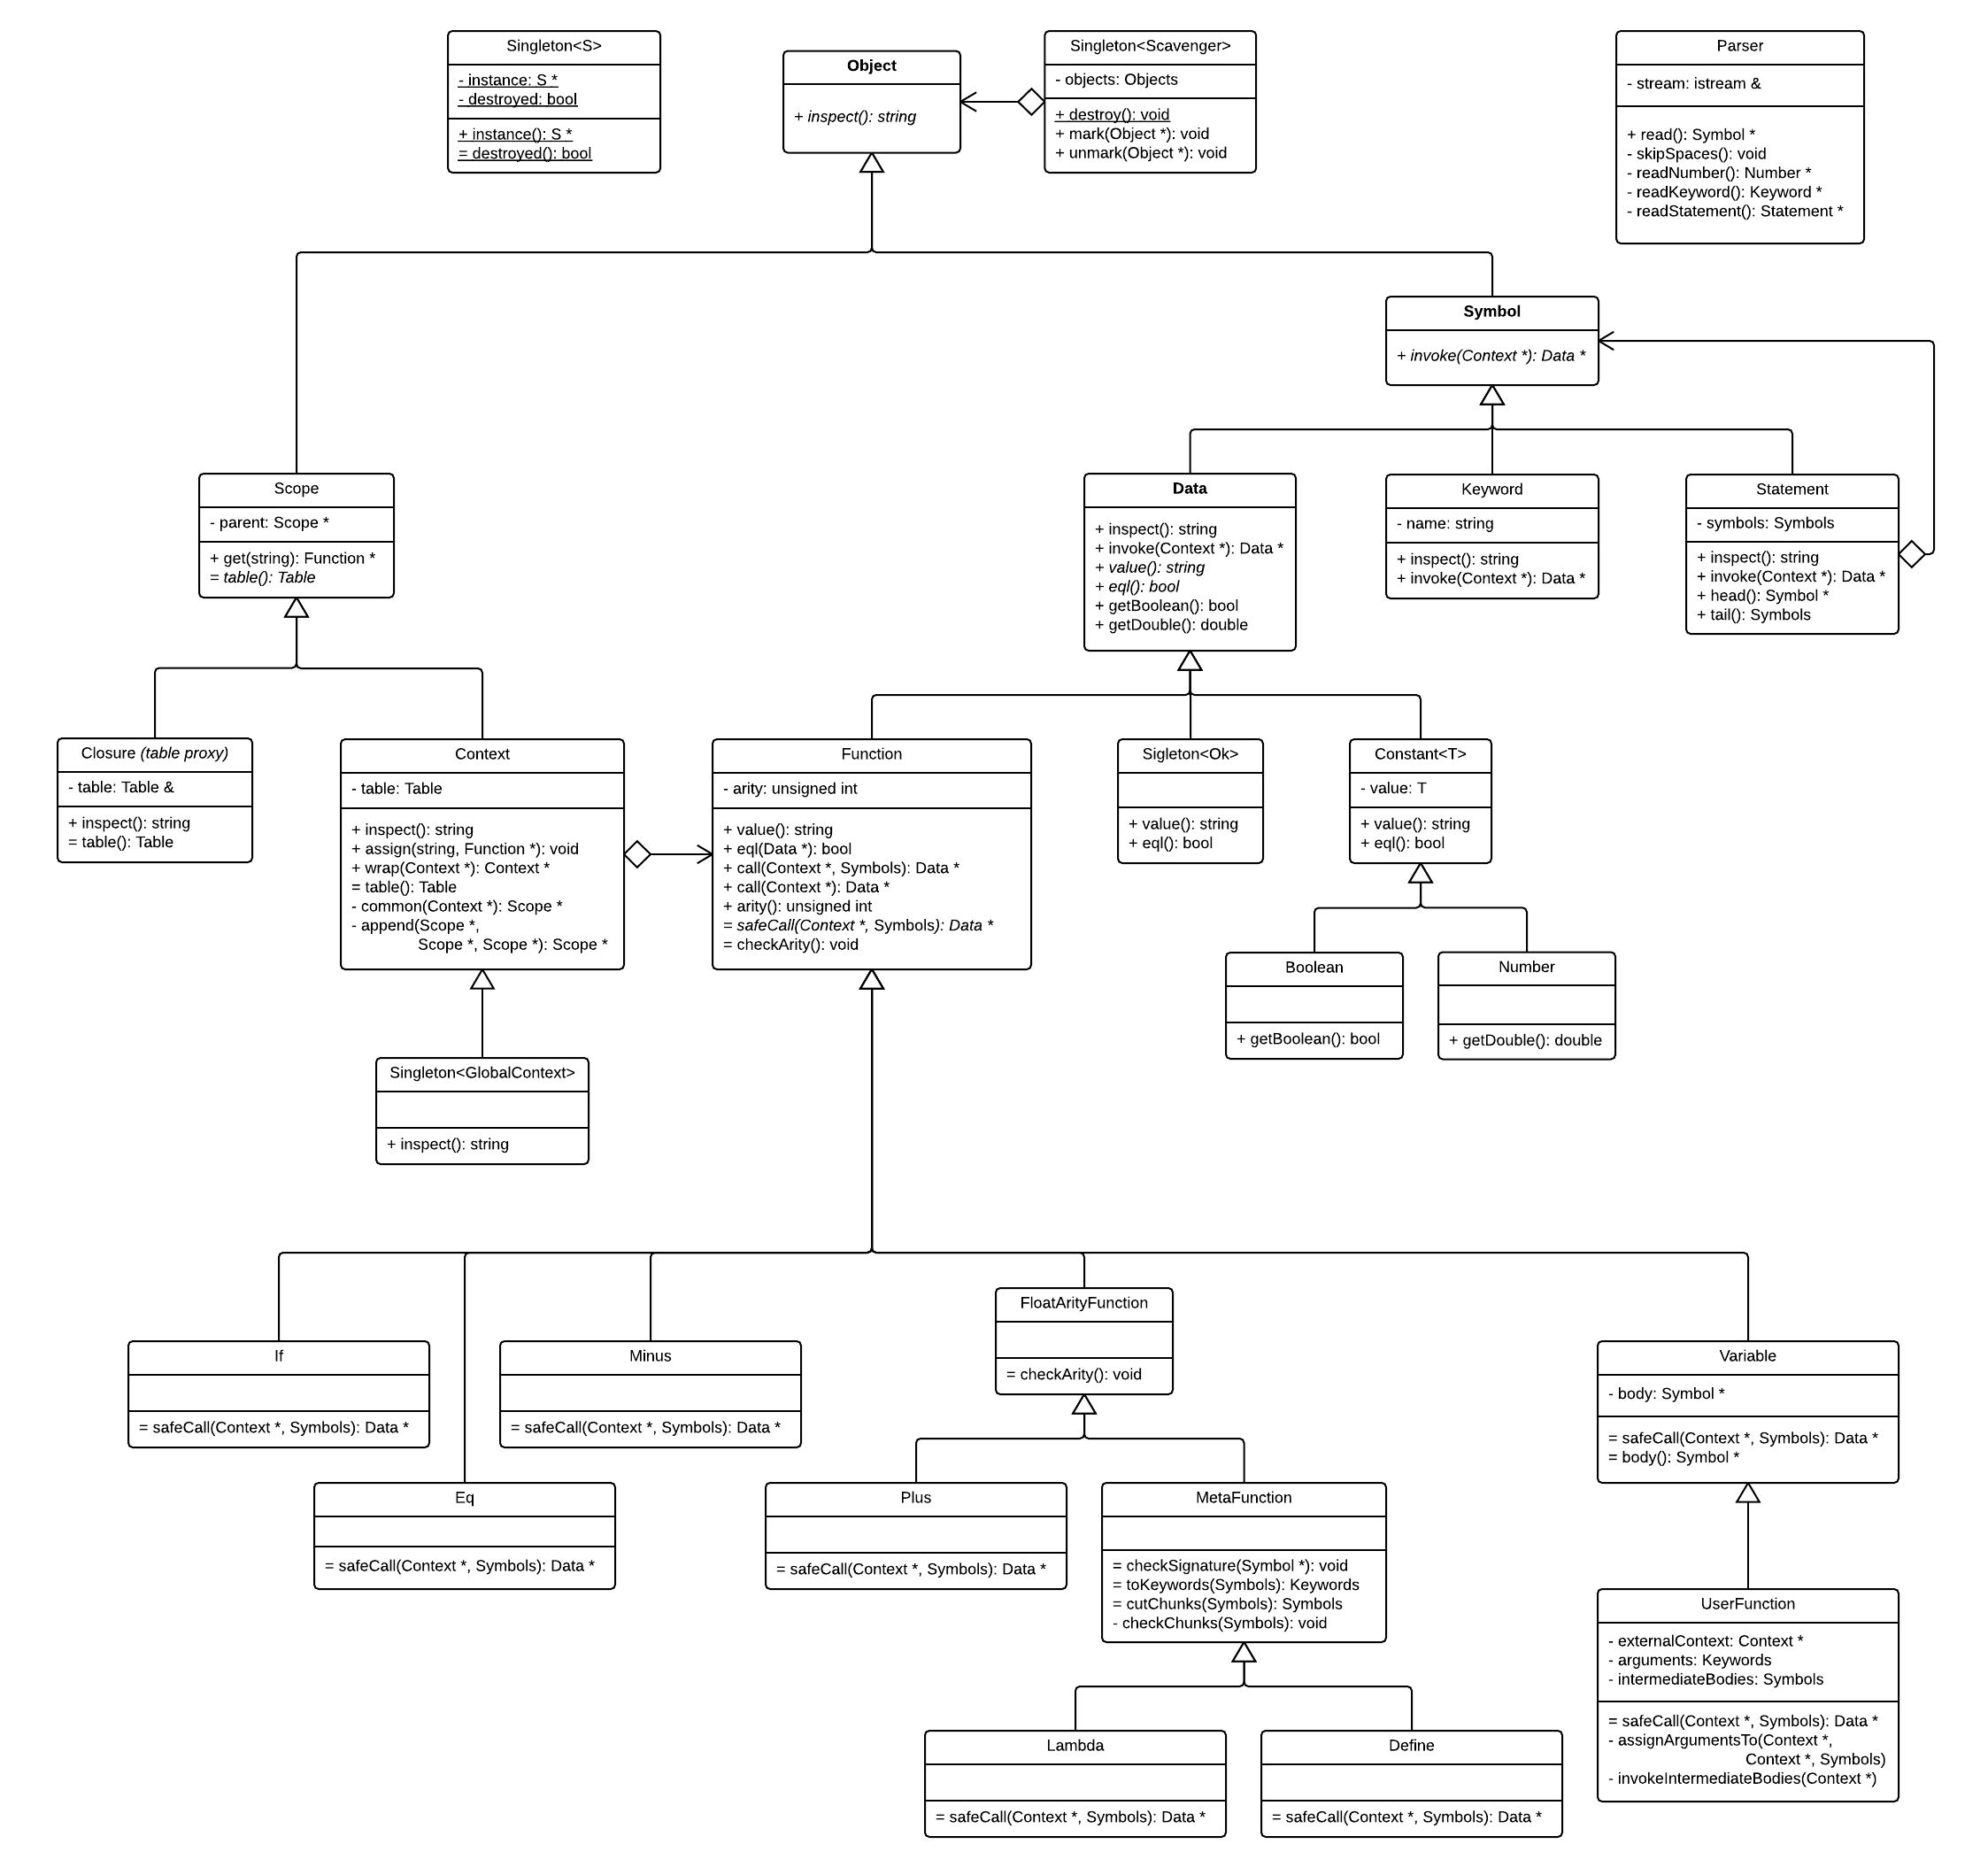 Singleton<S>
- instance: S *
- destroyed: bool
+ instance(): S *
= destroyed(): bool
Object
+ inspect(): string
Singleton<Scavenger>
- objects: Objects
+ destroy(): void
+ mark(Object *): void
+ unmark(Object *): void
Parser
- stream: istream &
+ read(): Symbol *
- skipSpaces(): void
- readNumber(): Number *
- readKeyword(): Keyword *
- readStatement(): Statement *
Symbol
+ invoke(Context *): Data *
Scope
- parent: Scope *
+ get(string): Function *
= table(): Table
Data
+ inspect(): string
+ invoke(Context *): Data *
+ value(): string
+ eql(): bool
+ getBoolean(): bool
+ getDouble(): double
Keyword
- name: string
+ inspect(): string
+ invoke(Context *): Data *
Statement
- symbols: Symbols
+ inspect(): string
+ invoke(Context *): Data *
+ head(): Symbol *
+ tail(): Symbols
Closure (table proxy)
- table: Table &
+ inspect(): string
= table(): Table
Context
- table: Table
+ inspect(): string
+ assign(string, Function *): void
+ wrap(Context *): Context *
= table(): Table
- common(Context *): Scope *
- append(Scope *,
Scope *, Scope *): Scope *
Function
- arity: unsigned int
+ value(): string
+ eql(Data *): bool
+ call(Context *, Symbols): Data *
+ call(Context *): Data *
+ arity(): unsigned int
= safeCall(Context *, Symbols): Data *
= checkArity(): void
Sigleton<Ok>
+ value(): string
+ eql(): bool
Constant<T>
- value: T
+ value(): string
+ eql(): bool
Boolean
+ getBoolean(): bool
Number
+ getDouble(): double
Singleton<GlobalContext>
+ inspect(): string
If
= safeCall(Context *, Symbols): Data *
Minus
= safeCall(Context *, Symbols): Data *
FloatArityFunction
= checkArity(): void
Variable
- body: Symbol *
= safeCall(Context *, Symbols): Data *
= body(): Symbol *
Eq
= safeCall(Context *, Symbols): Data *
Plus
= safeCall(Context *, Symbols): Data *
MetaFunction
= checkSignature(Symbol *): void
= toKeywords(Symbols): Keywords
= cutChunks(Symbols): Symbols
- checkChunks(Symbols): void
UserFunction
- externalContext: Context *
- arguments: Keywords
- intermediateBodies: Symbols
= safeCall(Context *, Symbols): Data *
- assignArgumentsTo(Context *,
Context *, Symbols)
- invokeIntermediateBodies(Context *)
Lambda
= safeCall(Context *, Symbols): Data *
Define
= safeCall(Context *, Symbols): Data *